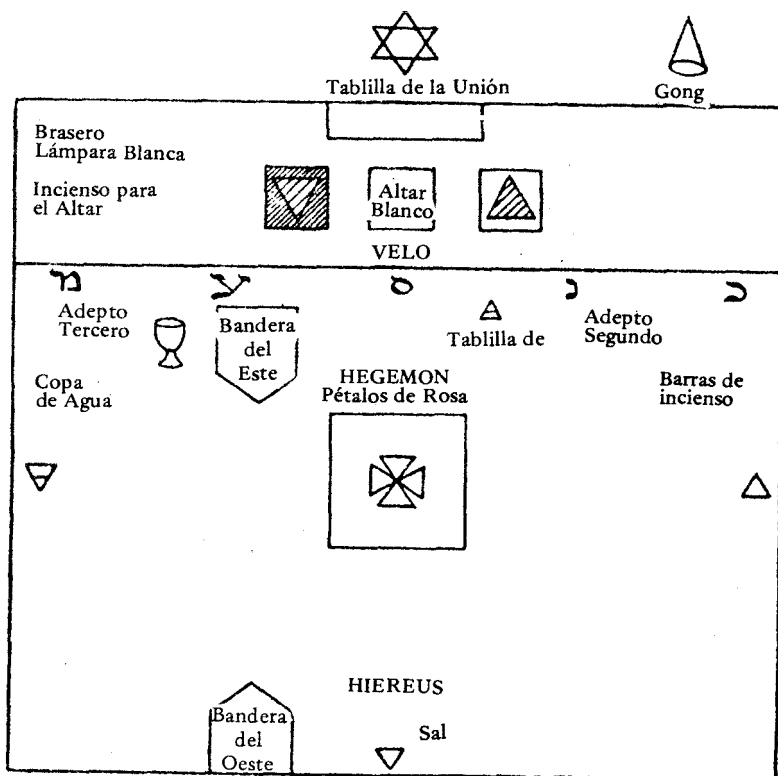 Tablilla de la Unión
Gong
Brasero
Lámpara Blanca
Incienso para
el Altar
Altar
Blanco
VELO
Adepto
Tercero
Bandera
del
Este
Tablilla de
Adepto
Segundo
Copa
de Agua
HEGEMON
Pétalos de Rosa
Barras de
incienso
HIEREUS
Bandera
del
Oeste
Sal